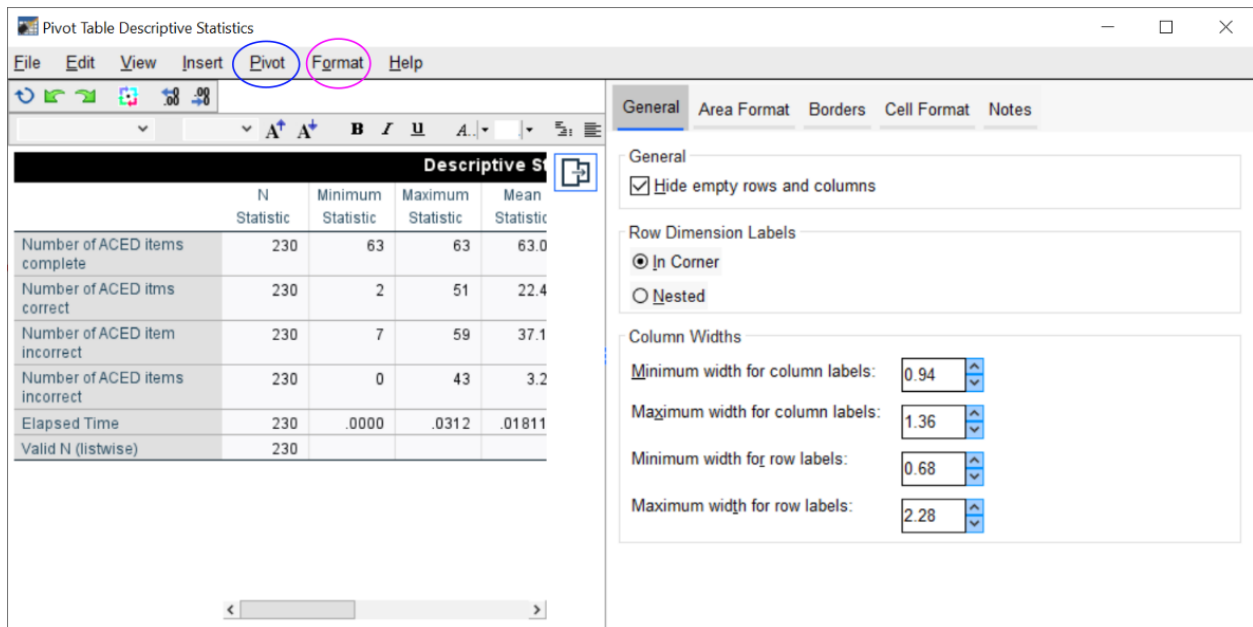 Pivot Table Descriptive Statistics
File Edit View Insert Pivot Format Help
B I U A..
Descriptive St
N Minimum Maximum Mean
Statistic Statistic Statistic Statistic
Number of ACED items complete 230 63 63 63.0
Number of ACED itms correct 230 2 51 22.4
Number of ACED item incorrect 230 7 59 37.1
Number of ACED items incorrect 230 0 43 3.2
Elapsed Time 230 .0000 .0312 .01811
Valid N (listwise) 230
General Area Format Borders Cell Format Notes
General
Hide empty rows and columns
Row Dimension Labels
In Corner
Nested
Column Widths
Minimum width for column labels: 0.94
Maximum width for column labels: 1.36
Minimum width for row labels: 0.68
Maximum width for row labels: 2.28